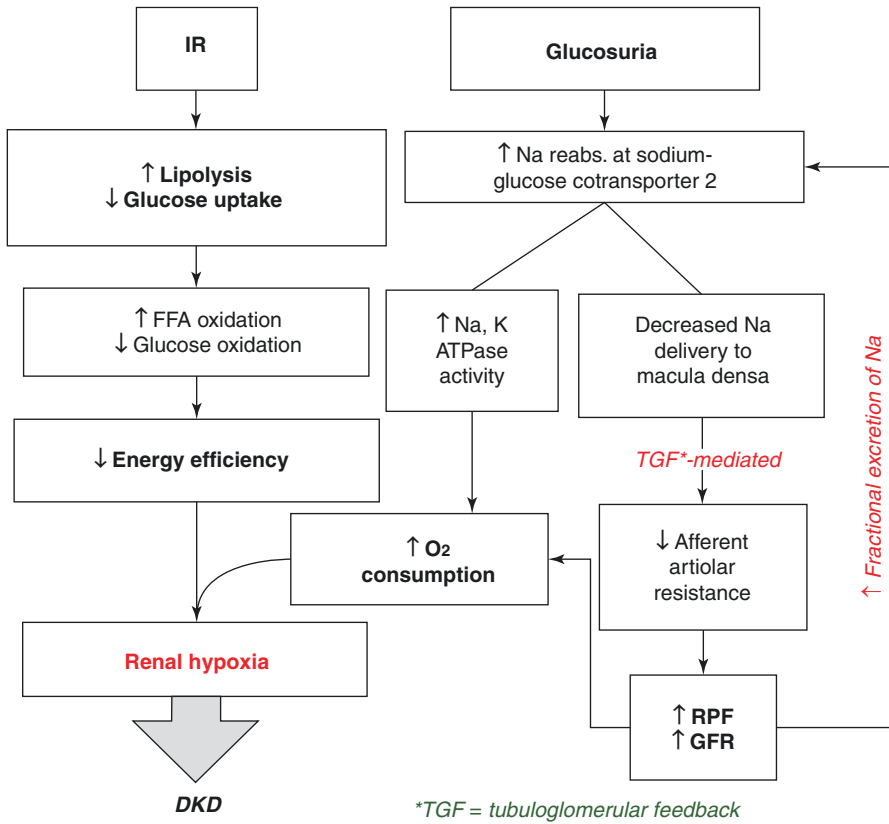 IR
↑ Lipolysis
↓ Glucose uptake
↑ FFA oxidation
↓ Glucose oxidation
↓ Energy efficiency
Renal hypoxia
DKD
Glucosuria
↑ Na reabs. at sodium-
glucose cotransporter 2
↑ Na, K
ATPase
activity
↑ O2
consumption
Decreased Na
delivery to
macula densa
TGF*-mediated
↓ Afferent
artiolar
resistance
↑ RPF
↑ GFR
↑ Fractional excretion of Na
*TGF = tubuloglomerular feedback